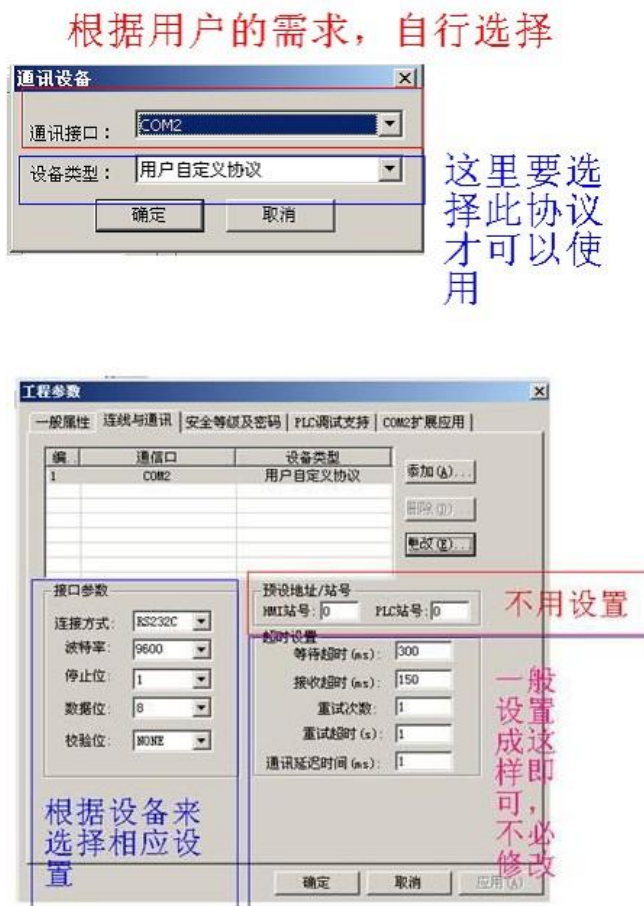 根据用户的需求，自行选择
通讯设备
通讯接口： COM2
设备类型： 用户自定义协议
确定 取消
这里要选
择此协议
才可以使
用
工程参数
一般属性 连线与通讯 安全等级及密码 PLC调试支持 COM2扩展应用
编. 通信口 设备类型
1 COM2 用户自定义协议
添加(A)...
删除(D)...
更改(E)...
接口参数
连接方式: RS232C
波特率: 9600
停止位: 1
数据位: 8
校验位: NONE
根据设备来
选择相应设
置
预设地址/站号
HMI站号: 0 PLC站号: 0
不用设置
超时设置
等待超时(ms): 300
接收超时(ms): 150
重试次数: 1
重试超时(s): 1
通讯延迟时间(ms): 1
一般
设置
成这
样即
可，
不必
修改
确定 取消 应用(A)